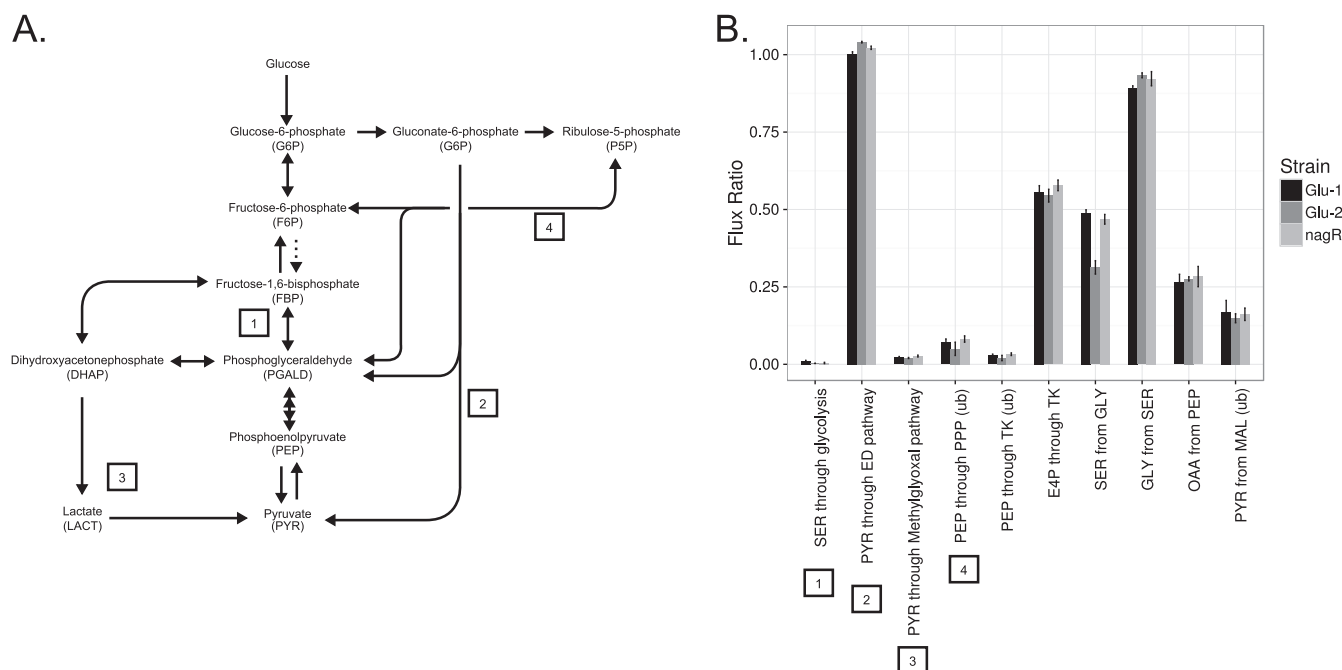 A.
Glucose
Glucose-6-phosphate
(G6P)
Gluconate-6-phosphate
(G6P)
Ribulose-5-phosphate
(P5P)
Fructose-6-phosphate
(F6P)
4
Fructose-1,6-bisphosphate
(FBP)
1
Dihydroxyacetonephosphate
(DHAP)
Phosphoglyceraldehyde
(PGALD)
2
Phosphoenolpyruvate
(PEP)
3
Lactate
(LACT)
Pyruvate
(PYR)
B.
Flux Ratio
1.00
0.75
0.50
0.25
0.00
SER through glycolysis
PYR through ED pathway
PYR through Methylglyoxal pathway
PEP through PPP (ub)
PEP through TK (ub)
E4P through TK
SER from GLY
GLY from SER
OAA from PEP
PYR from MAL (ub)
1
2
3
4
Strain
Glu-1
Glu-2
nagR